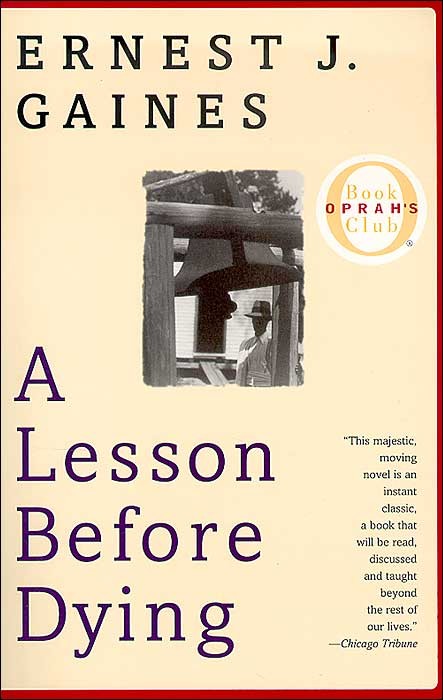 ERNEST J.
GAINES
Book
OPRAH'S
Club
®
A
Lesson
Before
Dying
“This majestic,
moving
novel is an
instant
classic,
a book that
will be read,
discussed
and taught
beyond
the rest of
our lives.”
—Chicago Tribune